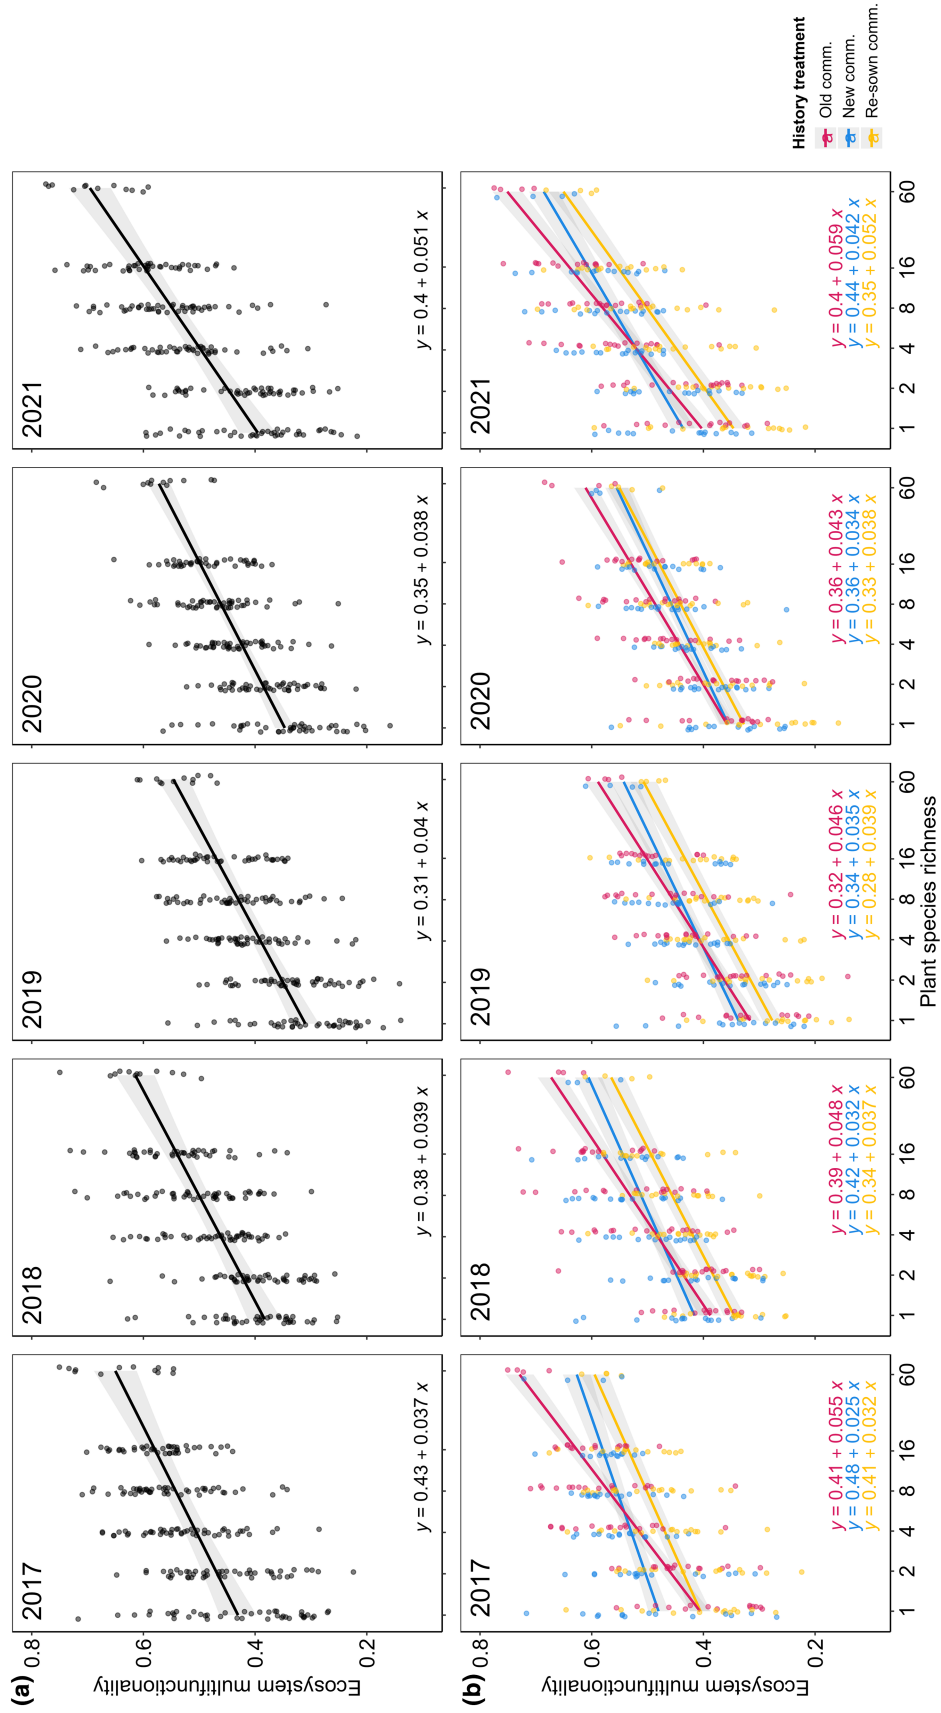 (a)
2017
2018
2019
2020
2021
Ecosystem multifunctionality
0.8
0.6
0.4
0.2
y = 0.43 + 0.037 x
y = 0.38 + 0.039 x
y = 0.31 + 0.04 x
y = 0.35 + 0.038 x
y = 0.4 + 0.051 x
(b)
2017
2018
2019
2020
2021
Ecosystem multifunctionality
0.8
0.6
0.4
0.2
y = 0.41 + 0.055 x
y = 0.48 + 0.025 x
y = 0.41 + 0.032 x
y = 0.39 + 0.048 x
y = 0.42 + 0.032 x
y = 0.34 + 0.037 x
y = 0.32 + 0.046 x
y = 0.34 + 0.035 x
y = 0.28 + 0.039 x
y = 0.36 + 0.043 x
y = 0.36 + 0.034 x
y = 0.33 + 0.038 x
y = 0.4 + 0.059 x
y = 0.44 + 0.042 x
y = 0.35 + 0.052 x
1 2 4 8 16 60
1 2 4 8 16 60
1 2 4 8 16 60
1 2 4 8 16 60
1 2 4 8 16 60
Plant species richness
History treatment
a Old comm.
a New comm.
a Re-sown comm.